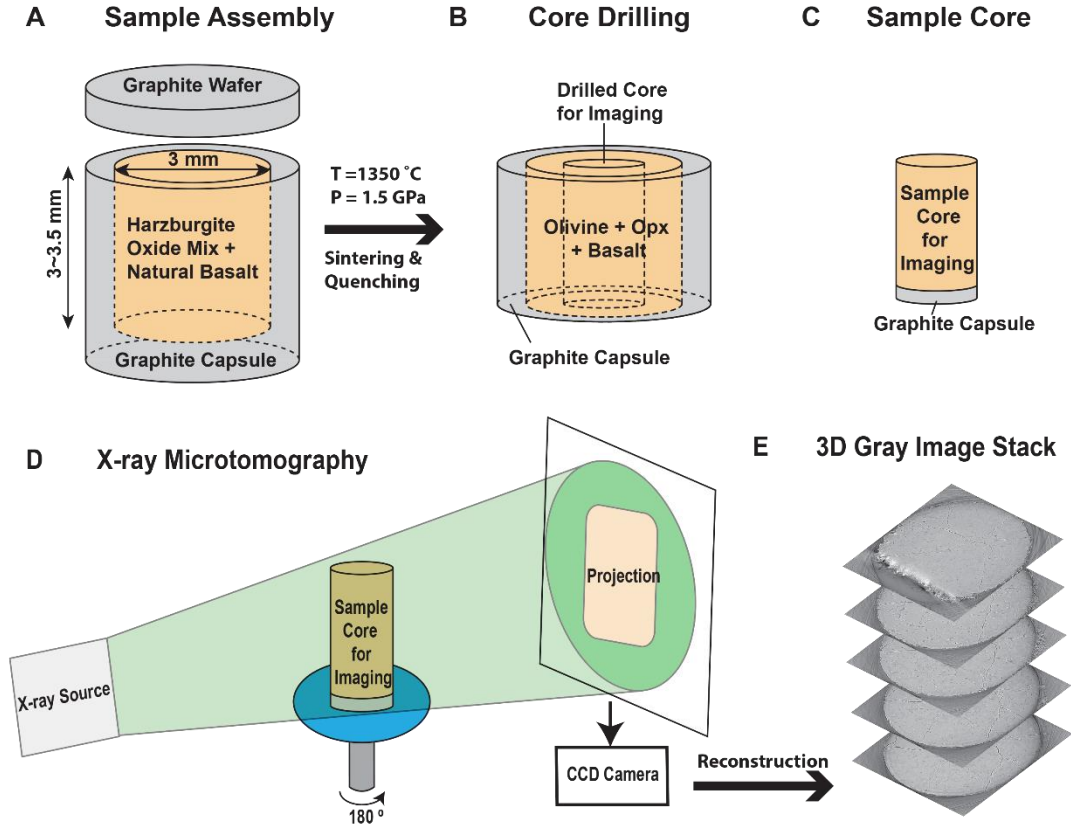 A Sample Assembly
B Core Drilling
C Sample Core
Graphite Wafer
3 mm
3~3.5 mm
Harzburgite
Oxide Mix +
Natural Basalt
Graphite Capsule
T =1350 ˚C
P = 1.5 GPa
Sintering &
Quenching
Drilled Core
for Imaging
Olivine + Opx
+ Basalt
Graphite Capsule
Sample
Core
for
Imaging
Graphite Capsule
D X-ray Microtomography
X-ray Source
Sample
Core
for
Imaging
180 º
Projection
CCD Camera
Reconstruction
E 3D Gray Image Stack